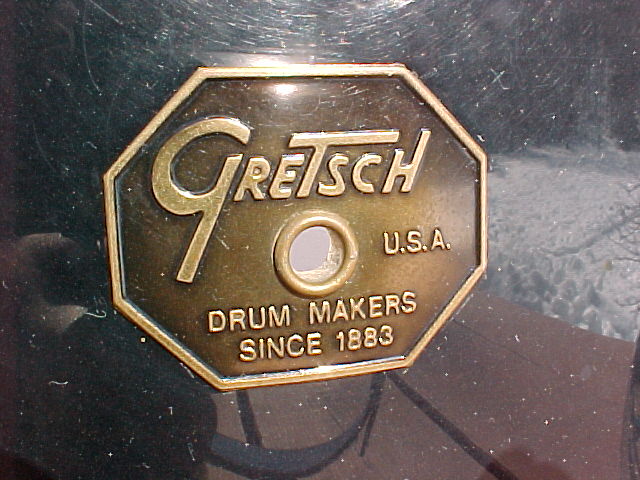 GRETSCH
U.S.A.
DRUM MAKERS
SINCE 1883